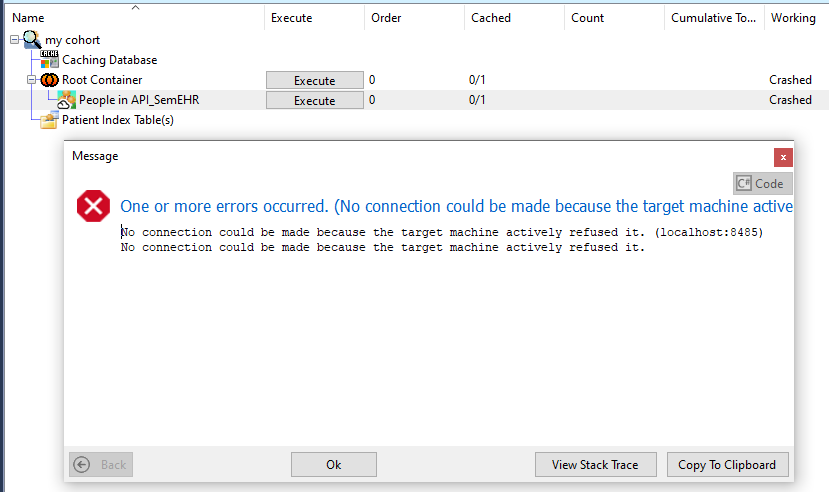 Name Execute Order Cached Count Cumulative To... Working
my cohort
CACHE Caching Database
Root Container Execute 0 0/1 Crashed
People in API_SemEHR Execute 0 0/1 Crashed
Patient Index Table(s)
Message x
C# Code
One or more errors occurred. (No connection could be made because the target machine active
No connection could be made because the target machine actively refused it. (localhost:8485)
No connection could be made because the target machine actively refused it.
Back Ok View Stack Trace Copy To Clipboard